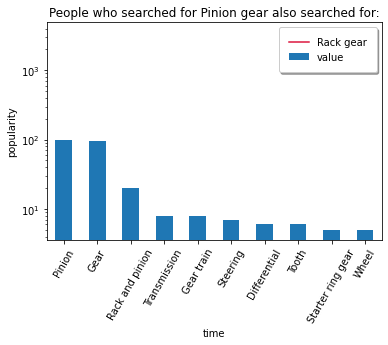 People who searched for Pinion gear also searched for:
Rack gear
value
popularity
10³
10²
10¹
Pinion
Gear
Rack and pinion
Transmission
Gear train
Steering
Differential
Tooth
Starter ring gear
Wheel
time